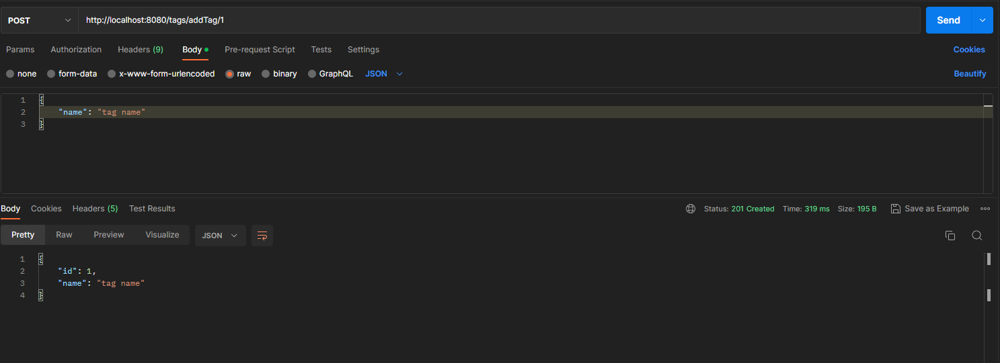 POST http://localhost:8080/tags/addTag/1 Send
Params Authorization Headers (9) Body Pre-request Script Tests Settings Cookies
none form-data x-www-form-urlencoded raw binary GraphQL JSON Beautify
1 {
2 "name": "tag name"
3 }
Body Cookies Headers (5) Test Results Status: 201 Created Time: 319 ms Size: 195 B Save as Example
Pretty Raw Preview Visualize JSON
1 {
2 "id": 1,
3 "name": "tag name"
4 }